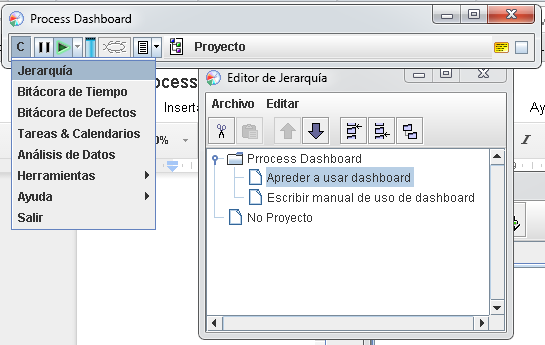 Process Dashboard
C
Proyecto
Jerarquía
Bitácora de Tiempo
Bitácora de Defectos
Tareas & Calendarios
Análisis de Datos
Herramientas
Ayuda
Salir
Inserta
0%
Ay
I
Editor de Jerarquía
Archivo Editar
Prrocess Dashboard
Apreder a usar dashboard
Escribir manual de uso de dashboard
No Proyecto